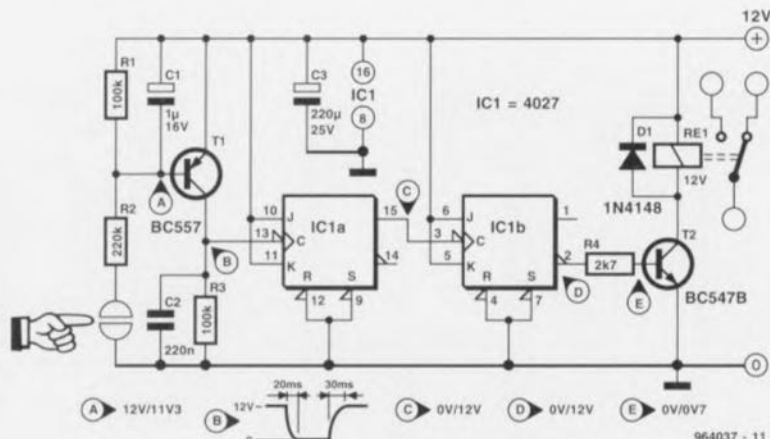 12V
+
R1
100k
C1
1µ
16V
T1
A
BC557
R2
220k
C2
220n
R3
100k
B
C3
220µ
25V
16
IC1
8
IC1 = 4027
10
J
13
C
11
K
IC1a
R
S
12
9
15
14
C
6
J
3
C
5
K
IC1b
R
S
4
7
1
2
D
R4
2k7
E
D1
1N4148
RE1
12V
T2
BC547B
0
A 12V/11V3
B
12V
20ms
30ms
C 0V/12V
D 0V/12V
E 0V/0V7
964037 - 11